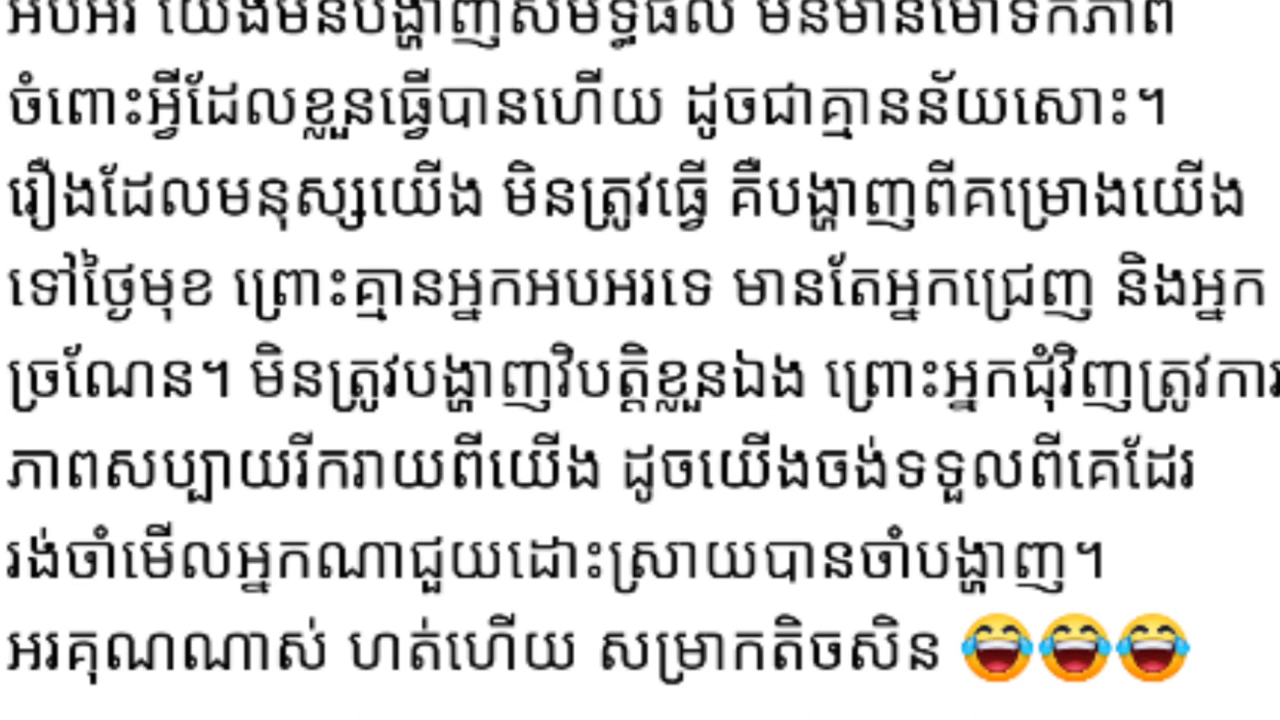 អបអរ យើងមិនបង្ហាញសមិទ្ធផល មិនមានមោទកភាព
ចំពោះអ្វីដែលខ្លួនធ្វើបានហើយ ដូចជាគ្មានន័យសោះ។
រឿងដែលមនុស្សយើង មិនត្រូវធ្វើ គឺបង្ហាញពីគម្រោងយើង
ទៅថ្ងៃមុខ ព្រោះគ្មានអ្នកអបអរទេ មានតែអ្នកជ្រេញ និងអ្នក
ច្រណែន។ មិនត្រូវបង្ហាញវិបត្តិខ្លួនឯង ព្រោះអ្នកជុំវិញត្រូវការ
ភាពសប្បាយរីករាយពីយើង ដូចយើងចង់ទទួលពីគេដែរ
រង់ចាំមើលអ្នកណាជួយដោះស្រាយបានចាំបង្ហាញ។
អរគុណណាស់ ហត់ហើយ សម្រាកតិចសិន 😂😂😂